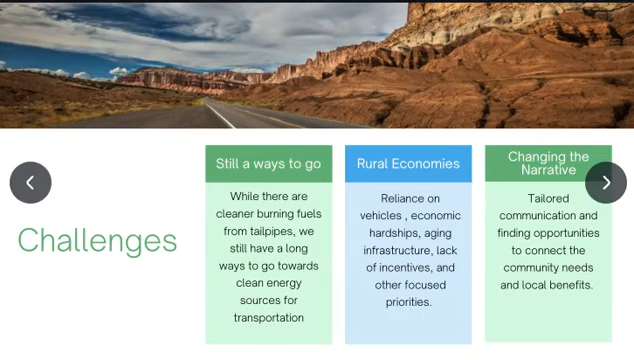 Challenges
Still a ways to go
While there are
cleaner burning fuels
from tailpipes, we
still have a long
ways to go towards
clean energy
sources for
transportation
Rural Economies
Reliance on
vehicles , economic
hardships, aging
infrastructure, lack
of incentives, and
other focused
priorities.
Changing the
Narrative
Tailored
communication and
finding opportunities
to connect the
community needs
and local benefits.